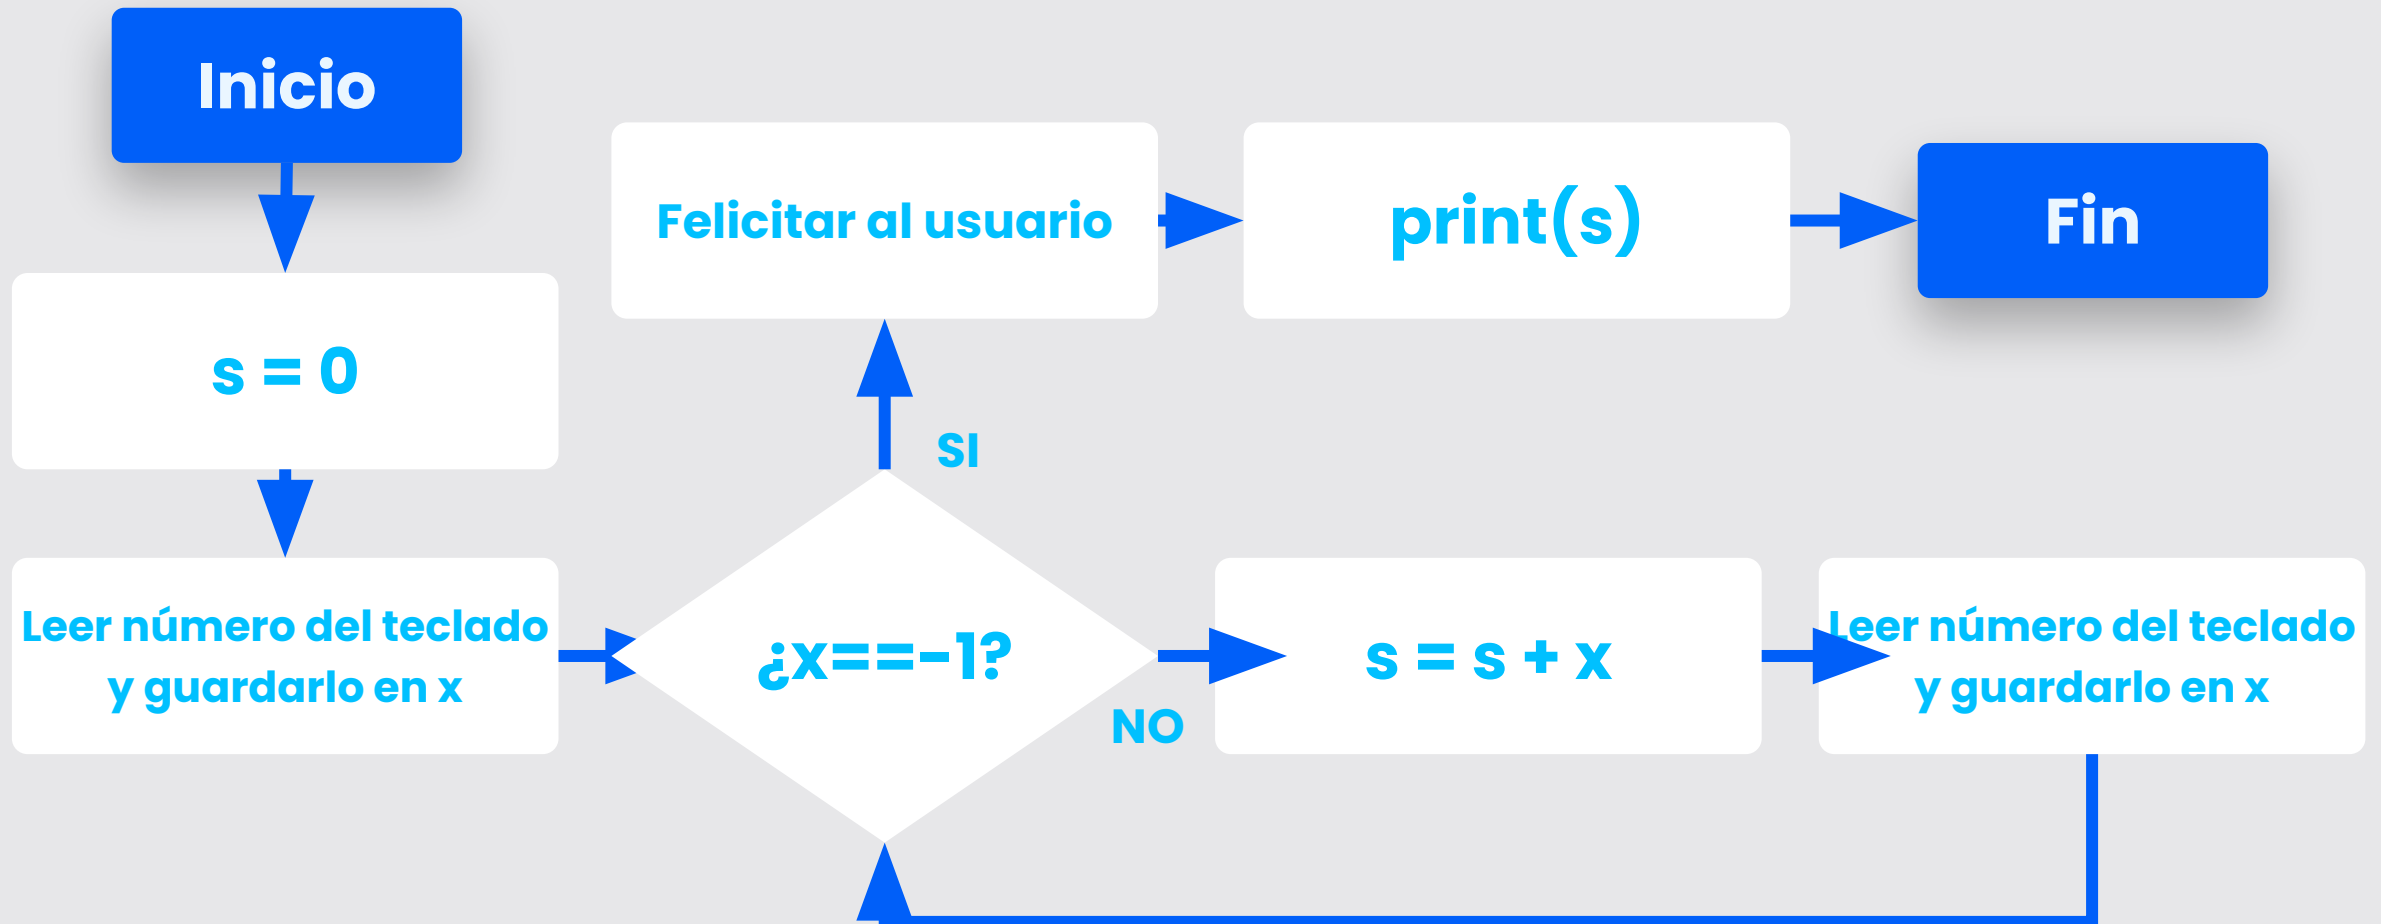 Inicio
s = 0
Leer número del teclado
y guardarlo en x
¿x==-1?
SI
Felicitar al usuario
print(s)
Fin
NO
s = s + x
Leer número del teclado
y guardarlo en x